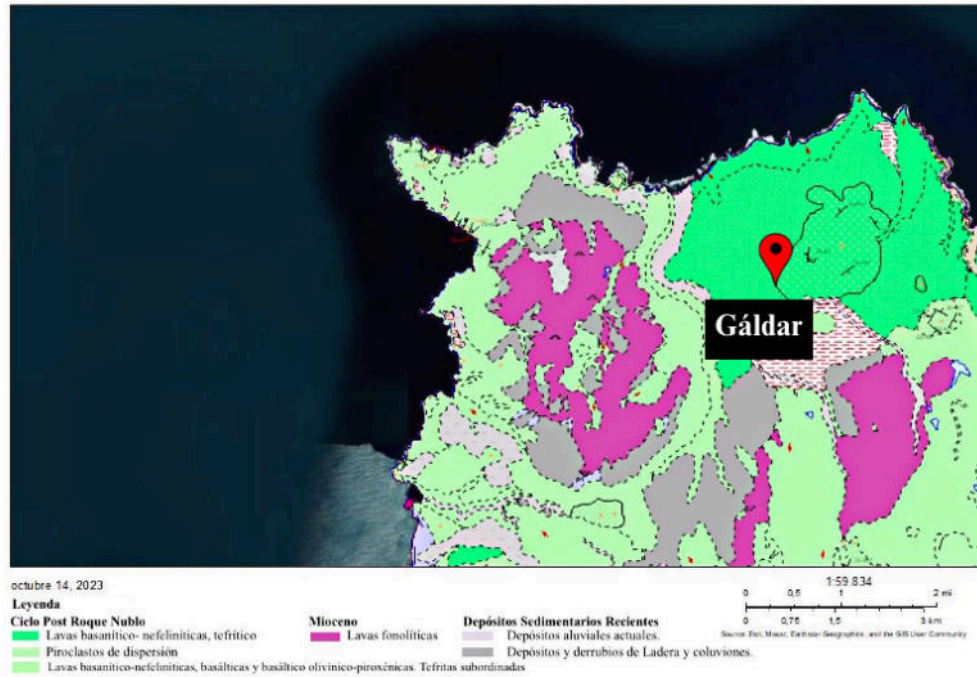 Gáldar
octubre 14, 2023
1:59.834
0 0,5 1 2 mi
0 0,75 1,5 3 km
Source: Esri, Maxar, Earthstar Geographics, and the GIS User Community
Leyenda
Ciclo Post Roque Nublo
Lavas basanítico- nefeliníticas, tefrítico
Piroclastos de dispersión
Lavas basanítico-nefeliníticas, basálticas y basáltico olivínico-piroxénicas. Tefritas subordinadas
Mioceno
Lavas fonolíticas
Depósitos Sedimentarios Recientes
Depósitos aluviales actuales.
Depósitos y derrubios de Ladera y coluviones.